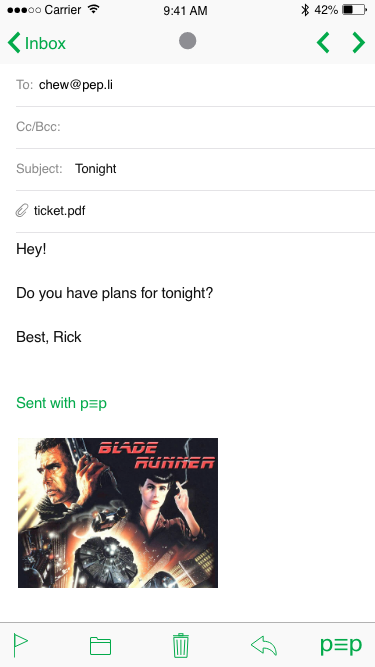 Carrier 9:41 AM 42%
Inbox
To: chew@pep.li
Cc/Bcc:
Subject: Tonight
ticket.pdf
Hey!
Do you have plans for tonight?
Best, Rick
Sent with p≡p
BLADE
RUNNER
p≡p